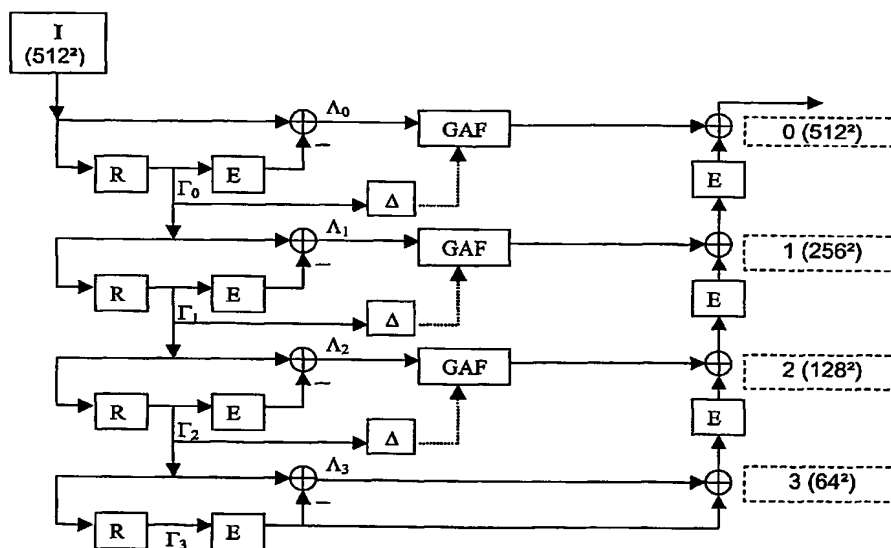 I
(512²)
Λ₀
GAF
0 (512²)
−
R
E
E
Γ₀
Δ
Λ₁
GAF
1 (256²)
−
R
E
E
Γ₁
Δ
Λ₂
GAF
2 (128²)
−
R
E
E
Γ₂
Δ
Λ₃
3 (64²)
−
R
E
Γ₃